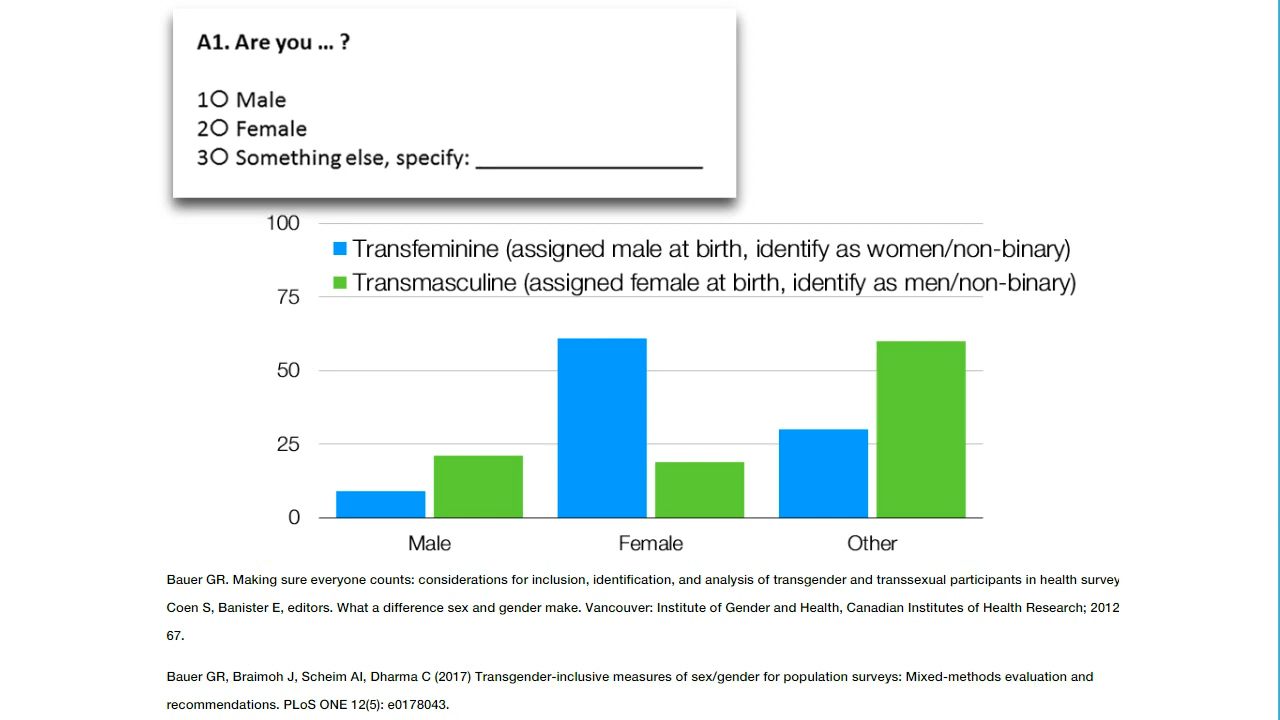 A1. Are you ... ?
1O Male
2O Female
3O Something else, specify: ____________________
100
Transfeminine (assigned male at birth, identify as women/non-binary)
Transmasculine (assigned female at birth, identify as men/non-binary)
75
50
25
0
Male Female Other
Bauer GR. Making sure everyone counts: considerations for inclusion, identification, and analysis of transgender and transsexual participants in health survey
Coen S, Banister E, editors. What a difference sex and gender make. Vancouver: Institute of Gender and Health, Canadian Institutes of Health Research; 2012
67.
Bauer GR, Braimoh J, Scheim AI, Dharma C (2017) Transgender-inclusive measures of sex/gender for population surveys: Mixed-methods evaluation and
recommendations. PLoS ONE 12(5): e0178043.